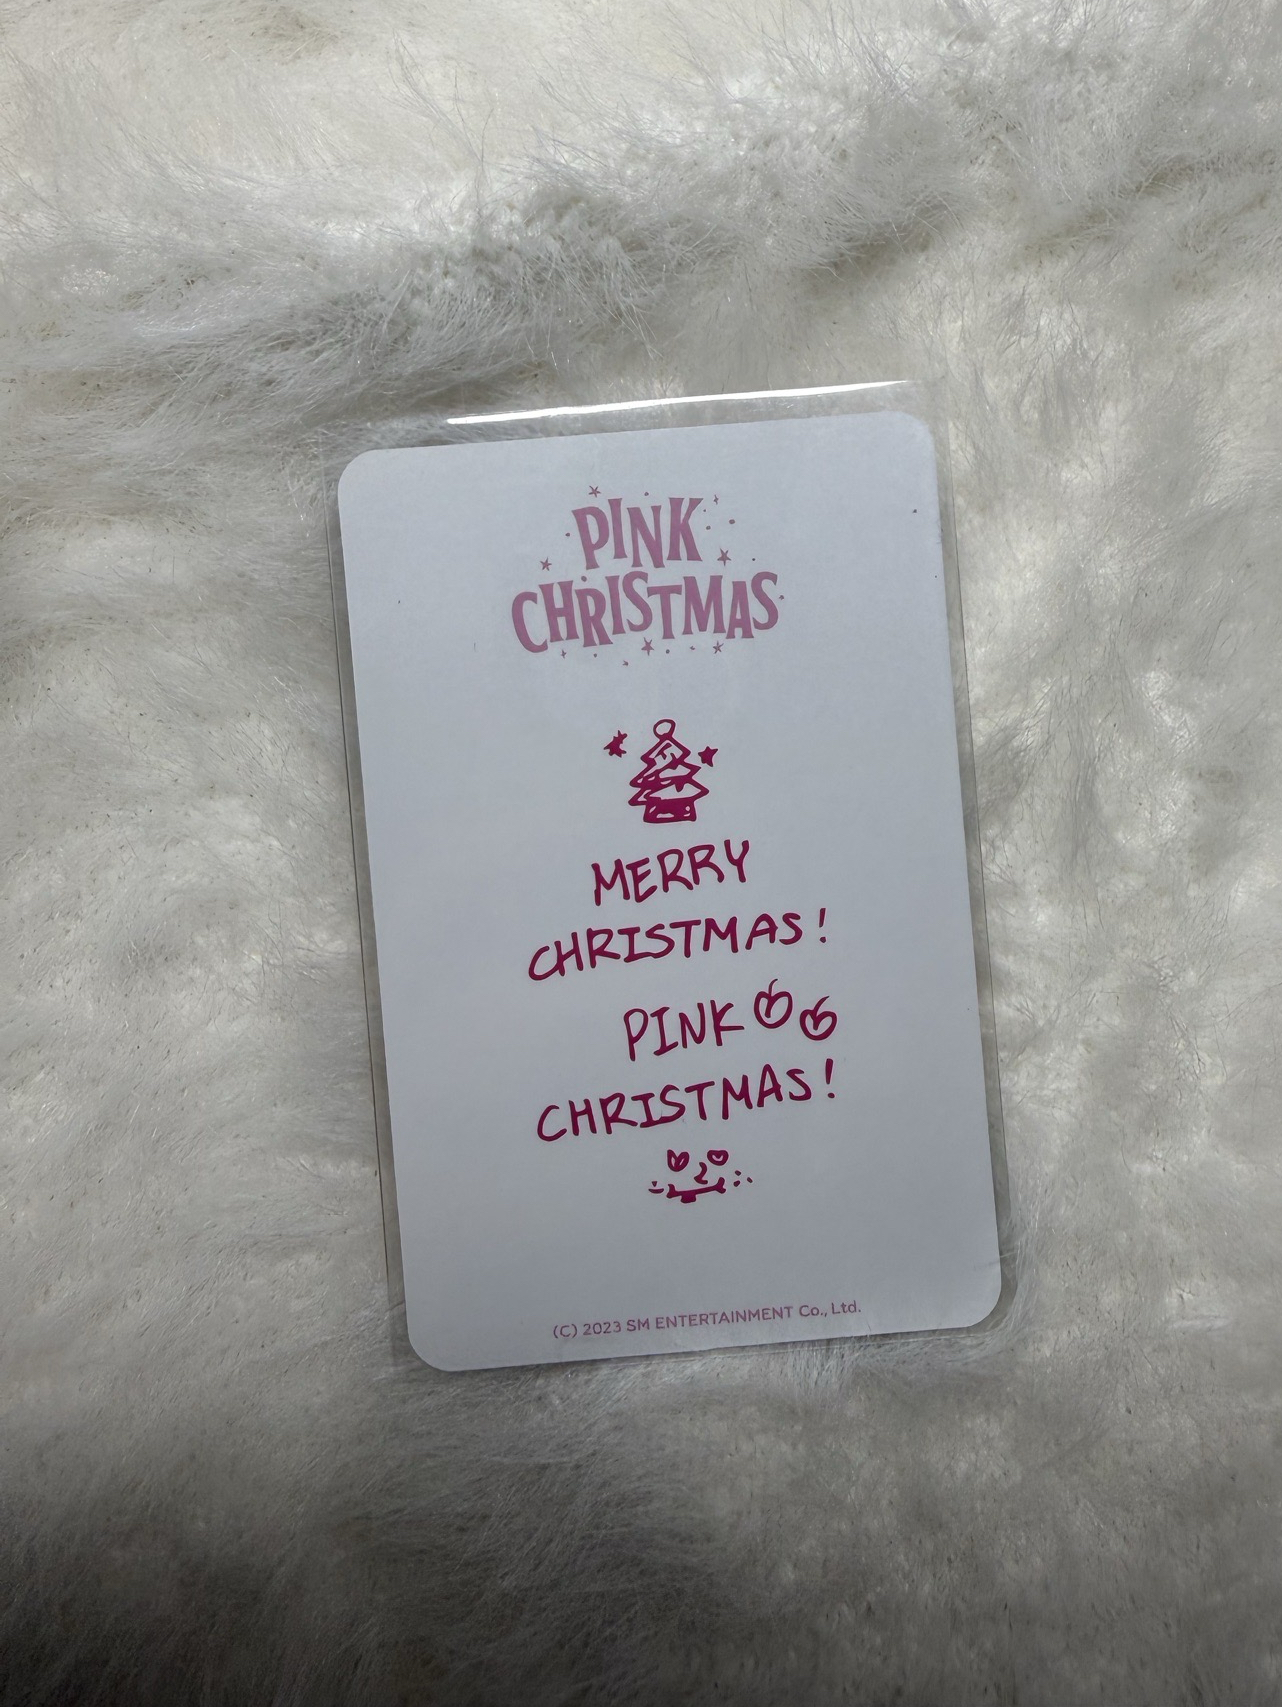 PINK
CHRISTMAS
MERRY
CHRISTMAS!
PINK
CHRISTMAS!
(C) 2023 SM ENTERTAINMENT Co., Ltd.